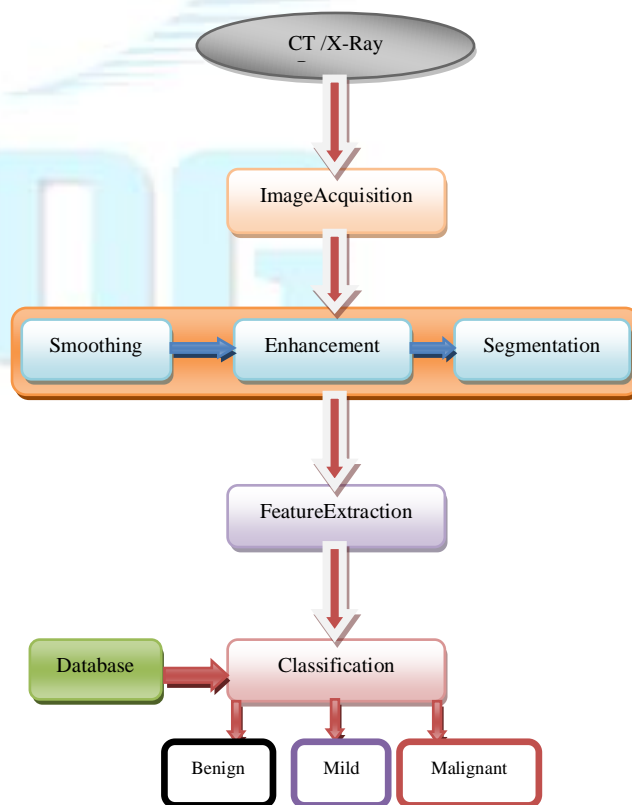 CT /X-Ray
ImageAcquisition
Smoothing Enhancement Segmentation
FeatureExtraction
Database Classification
Benign Mild Malignant